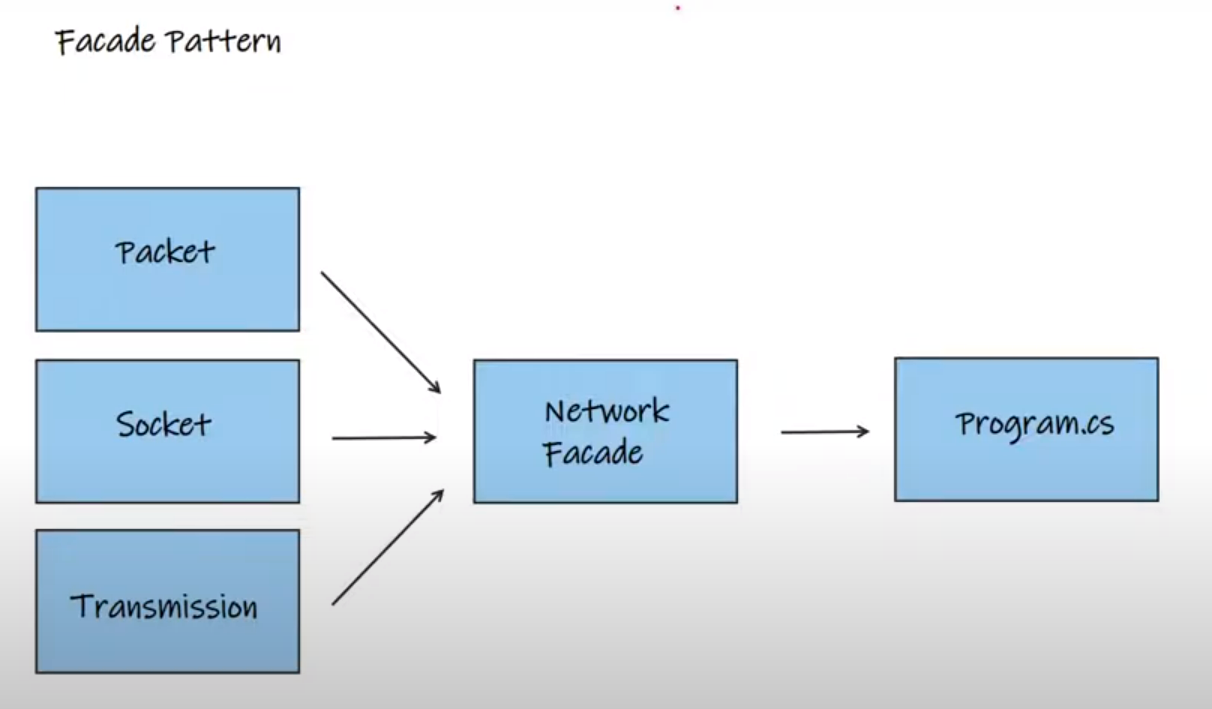 Facade Pattern
Packet
Socket
Transmission
Network
Facade
Program.cs